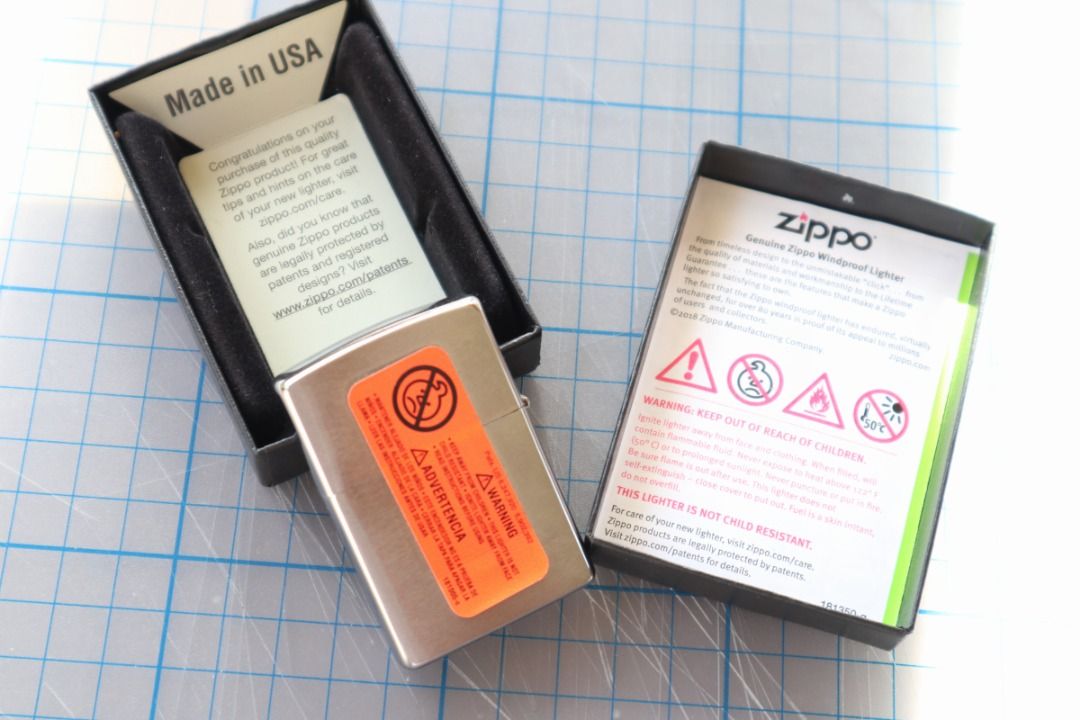 Made in USA
Congratulations on your
purchase of this quality
Zippo product! For great
tips and hints on the care
of your new lighter, visit
zippo.com/care.
Also, did you know that
genuine Zippo products
are legally protected by
patents and registered
designs? Visit
www.zippo.com/patents
for details.
WARNING
ADVERTENCIA
181005-II
zippo
Genuine Zippo Windproof Lighter
From timeless design to the unmistakable "click" . . . from
the quality of materials and workmanship to the Lifetime
Guarantee . . . these are the features that make a Zippo
lighter so satisfying to own.
The fact that the Zippo windproof lighter has endured, virtually
unchanged, for over 80 years is proof of its appeal to millions
of users and collectors.
©2018 Zippo Manufacturing Company
zippo.com
50°C
WARNING: KEEP OUT OF REACH OF CHILDREN.
Ignite lighter away from face and clothing. When filled, will
contain flammable fluid. Never expose to heat above 122° F
(50° C) or to prolonged sunlight. Never puncture or put in fire.
Be sure flame is out after use. This lighter does not
self-extinguish – close cover to put out. Fuel is a skin irritant,
do not overfill.
THIS LIGHTER IS NOT CHILD RESISTANT.
For care of your new lighter, visit zippo.com/care.
Zippo products are legally protected by patents.
Visit zippo.com/patents for details.